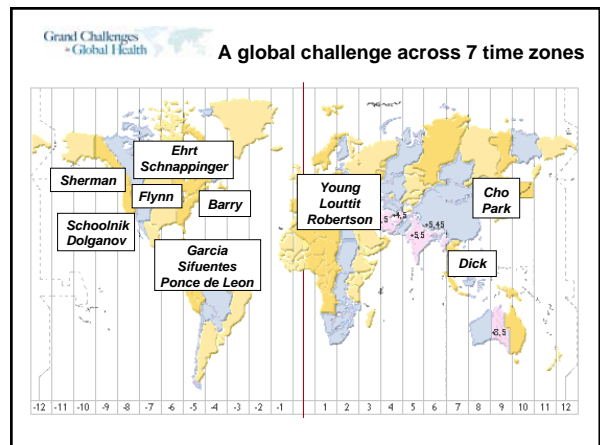 Grand Challenges
in Global Health
A global challenge across 7 time zones
Ehrt
Schnappinger
Sherman
Flynn
Barry
Schoolnik
Dolganov
Garcia
Sifuentes
Ponce de Leon
Young
Louttit
Robertson
Cho
Park
Dick
+4,5
+5,45
+5,5
-12 -11 -10 -9 -8 -7 -6 -5 -4 -3 -2 -1 1 2 3 4 5 6 7 8 9 10 11 12